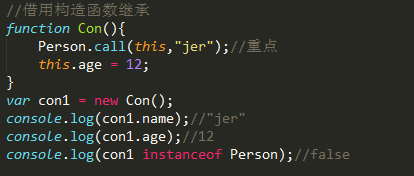 //借用构造函数继承
function Con(){
    Person.call(this,"jer");//重点
    this.age = 12;
}
var con1 = new Con();
console.log(con1.name);//"jer"
console.log(con1.age);//12
console.log(con1 instanceof Person);//false